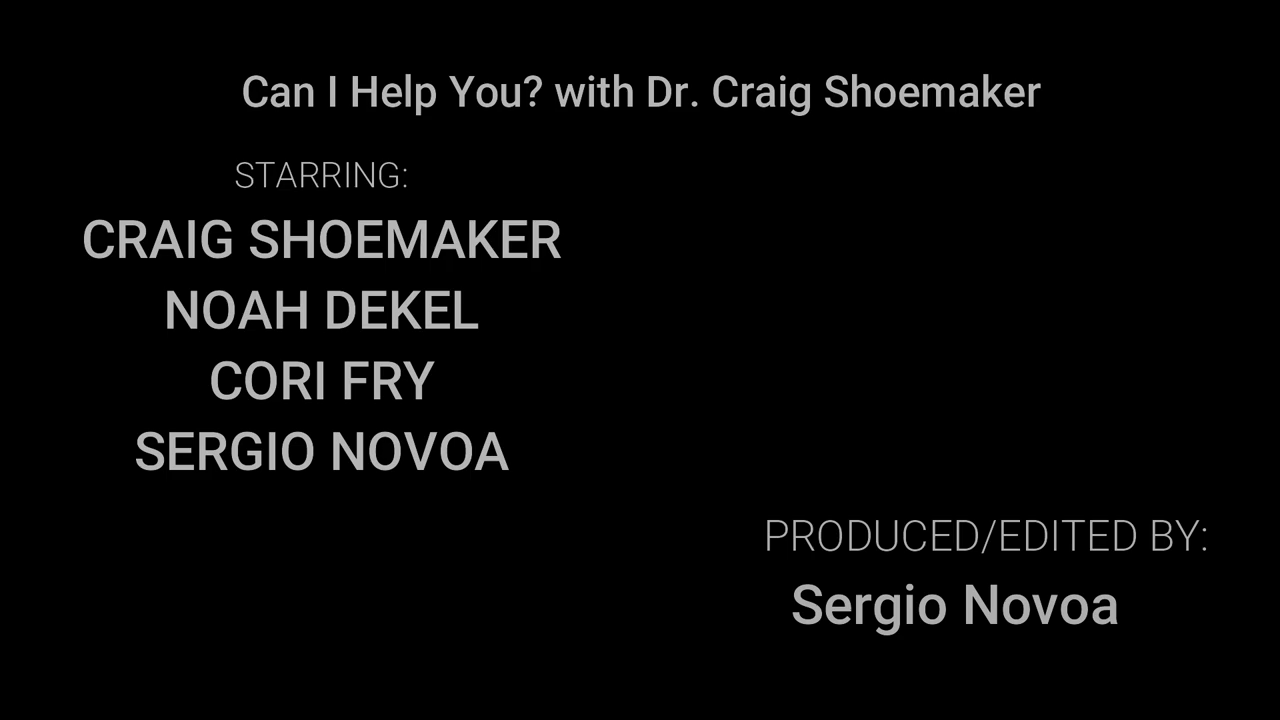 Can I Help You? with Dr. Craig Shoemaker
STARRING:
CRAIG SHOEMAKER
NOAH DEKEL
CORI FRY
SERGIO NOVOA
PRODUCED/EDITED BY:
Sergio Novoa